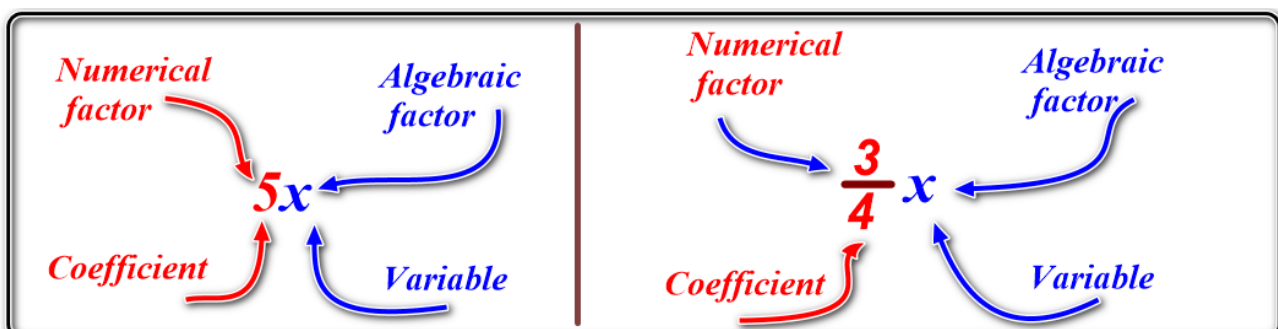 Numerical
factor
Algebraic
factor
5x
Coefficient
Variable
Numerical
factor
Algebraic
factor
3
4
x
Coefficient
Variable